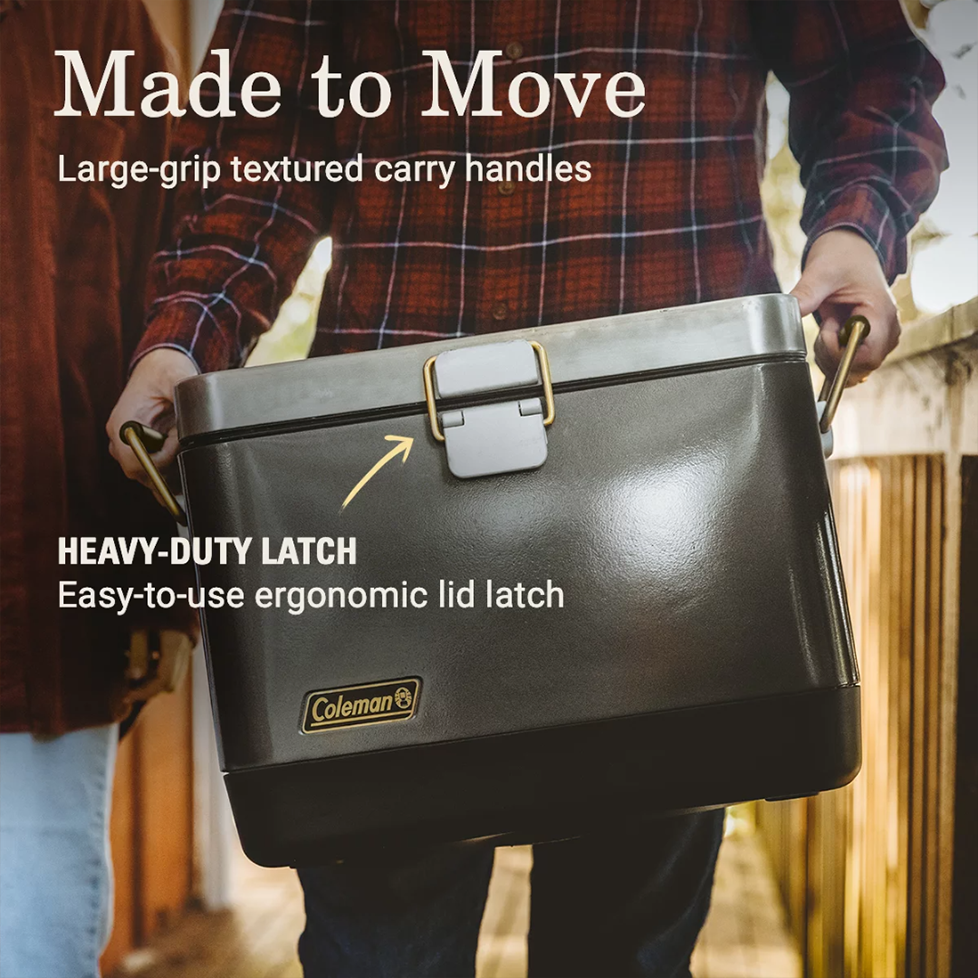 Made to Move
Large-grip textured carry handles
HEAVY-DUTY LATCH
Easy-to-use ergonomic lid latch
Coleman